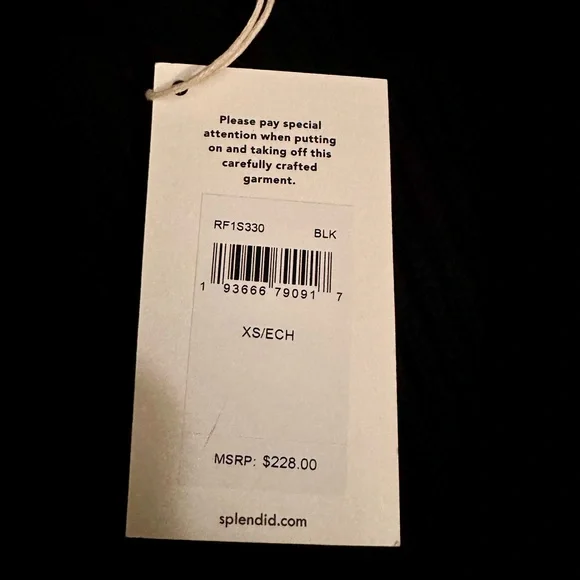 Please pay special
attention when putting
on and taking off this
carefully crafted
garment.
RF1S330 BLK
1 93666 79091 7
XS/ECH
MSRP: $228.00
splendid.com